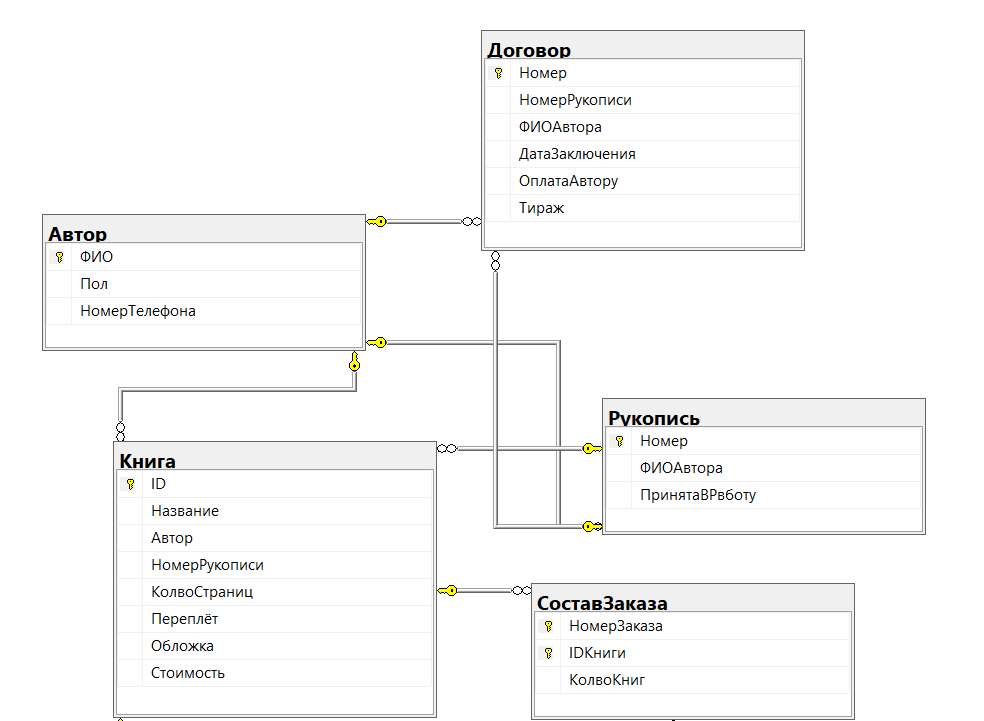 Договор
Номер
НомерРукописи
ФИОАвтора
ДатаЗаключения
ОплатаАвтору
Тираж
Автор
ФИО
Пол
НомерТелефона
Рукопись
Номер
ФИОАвтора
ПринятаВРвботу
Книга
ID
Название
Автор
НомерРукописи
КолвоСтраниц
Переплёт
Обложка
Стоимость
СоставЗаказа
НомерЗаказа
IDКниги
КолвоКниг